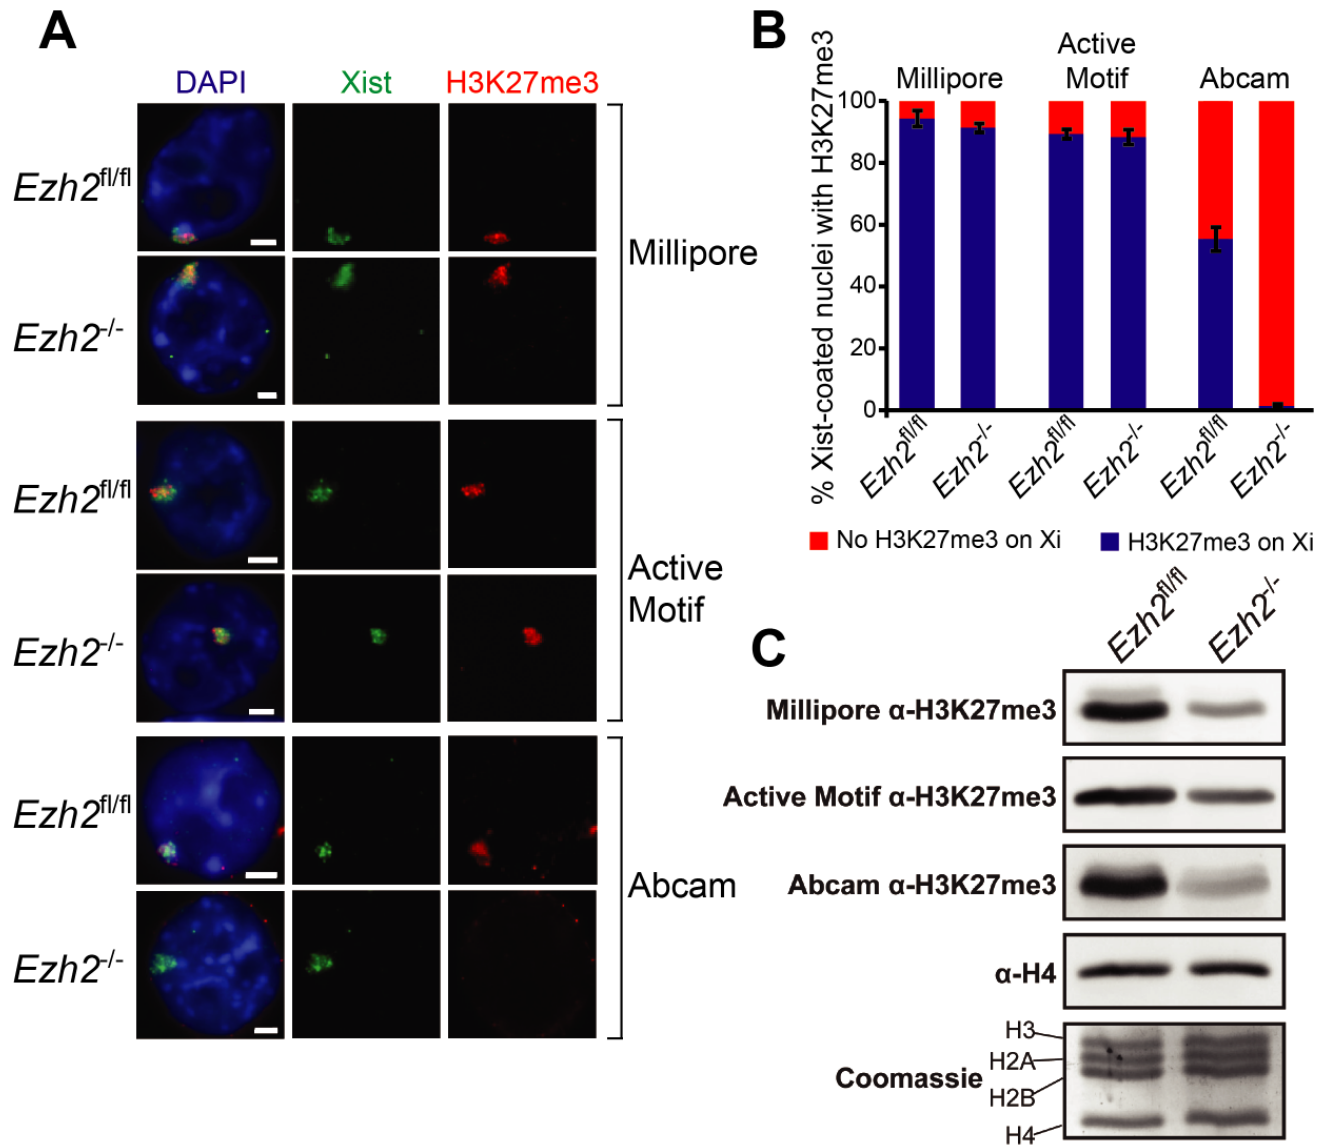 A
DAPI
Xist
H3K27me3
Ezh2fl/fl
Ezh2-/-
Millipore
Ezh2fl/fl
Ezh2-/-
Active
Motif
Ezh2fl/fl
Ezh2-/-
Abcam
B
% Xist-coated nuclei with H3K27me3
Millipore
Active
Motif
Abcam
100
80
60
40
20
0
Ezh2fl/fl
Ezh2-/-
Ezh2fl/fl
Ezh2-/-
Ezh2fl/fl
Ezh2-/-
No H3K27me3 on Xi
H3K27me3 on Xi
C
Ezh2fl/fl
Ezh2-/-
Millipore α-H3K27me3
Active Motif α-H3K27me3
Abcam α-H3K27me3
α-H4
Coomassie
H3
H2A
H2B
H4